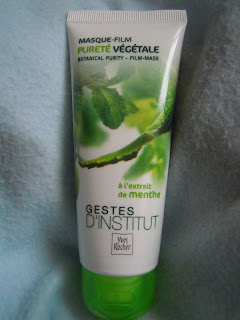 MASQUE-FILM
PURETÉ VÉGÉTALE
BOTANICAL PURITY - FILM-MASK
à l'extrait
de menthe
GESTES
D'INSTITUT
Yves
Rocher